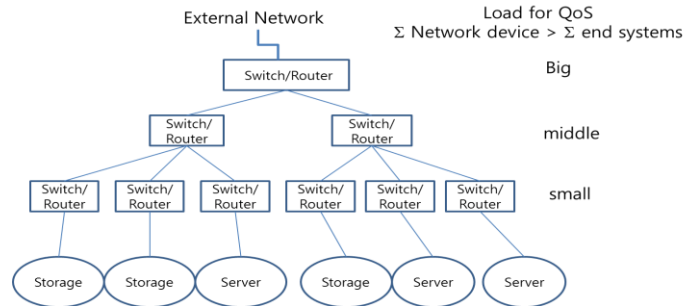 External Network
Load for QoS
Σ Network device > Σ end systems
Switch/Router
Big
Switch/
Router
Switch/
Router
middle
Switch/
Router
Switch/
Router
Switch/
Router
Switch/
Router
Switch/
Router
Switch/
Router
small
Storage
Storage
Server
Storage
Server
Server